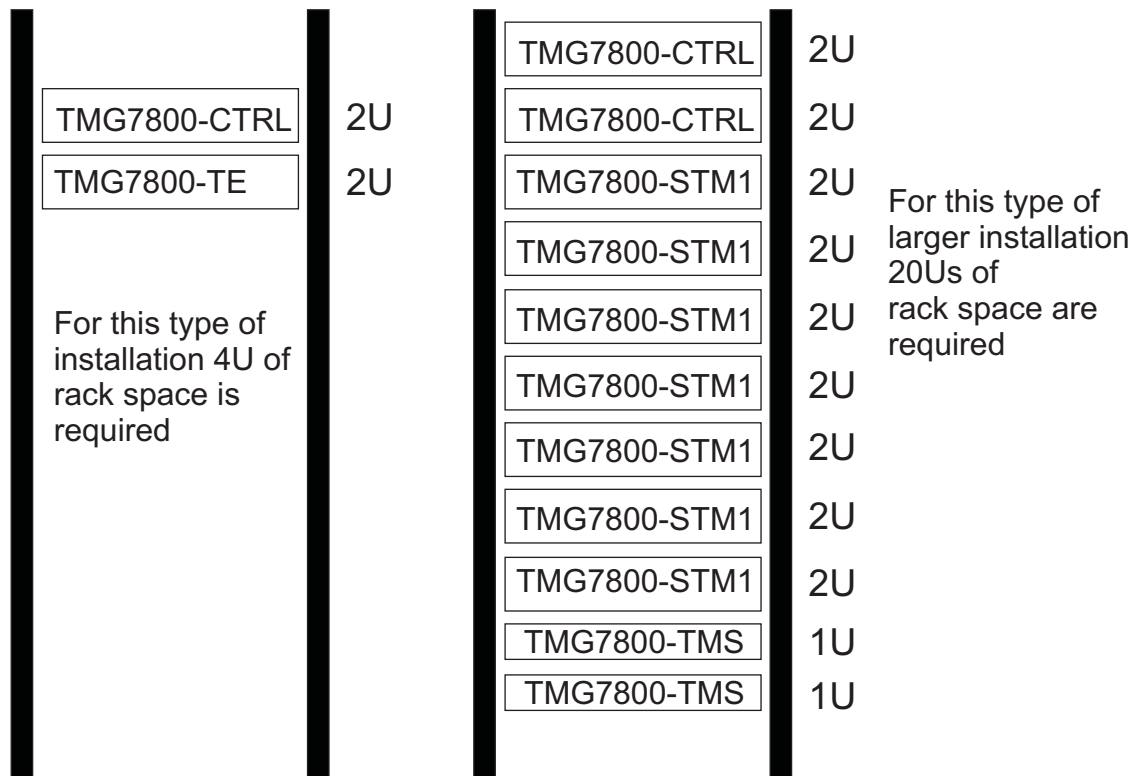 TMG7800-CTRL 2U
TMG7800-TE 2U
For this type of
installation 4U of
rack space is
required
TMG7800-CTRL 2U
TMG7800-CTRL 2U
TMG7800-STM1 2U
TMG7800-STM1 2U
TMG7800-STM1 2U
TMG7800-STM1 2U
TMG7800-STM1 2U
TMG7800-STM1 2U
TMG7800-STM1 2U
TMG7800-TMS 1U
TMG7800-TMS 1U
For this type of
larger installation
20Us of
rack space are
required